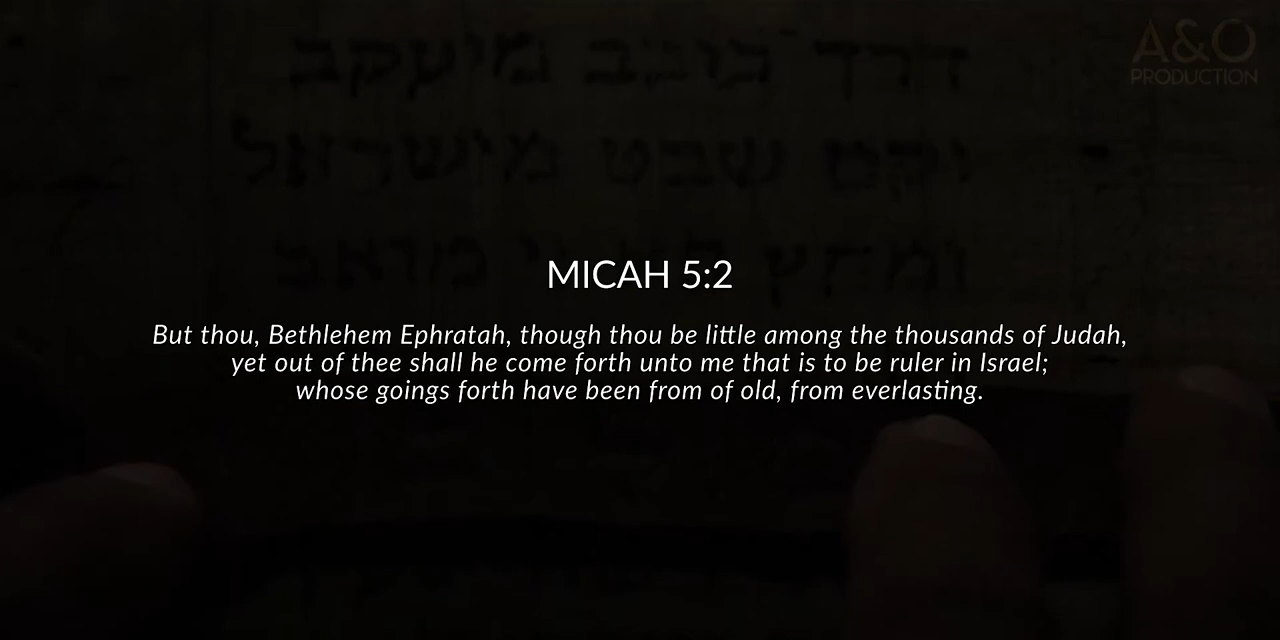 A&O
PRODUCTION
דרך כוכב מיעקב
וקם שבט מישראל
MICAH 5:2
But thou, Bethlehem Ephratah, though thou be little among the thousands of Judah,
yet out of thee shall he come forth unto me that is to be ruler in Israel;
whose goings forth have been from of old, from everlasting.